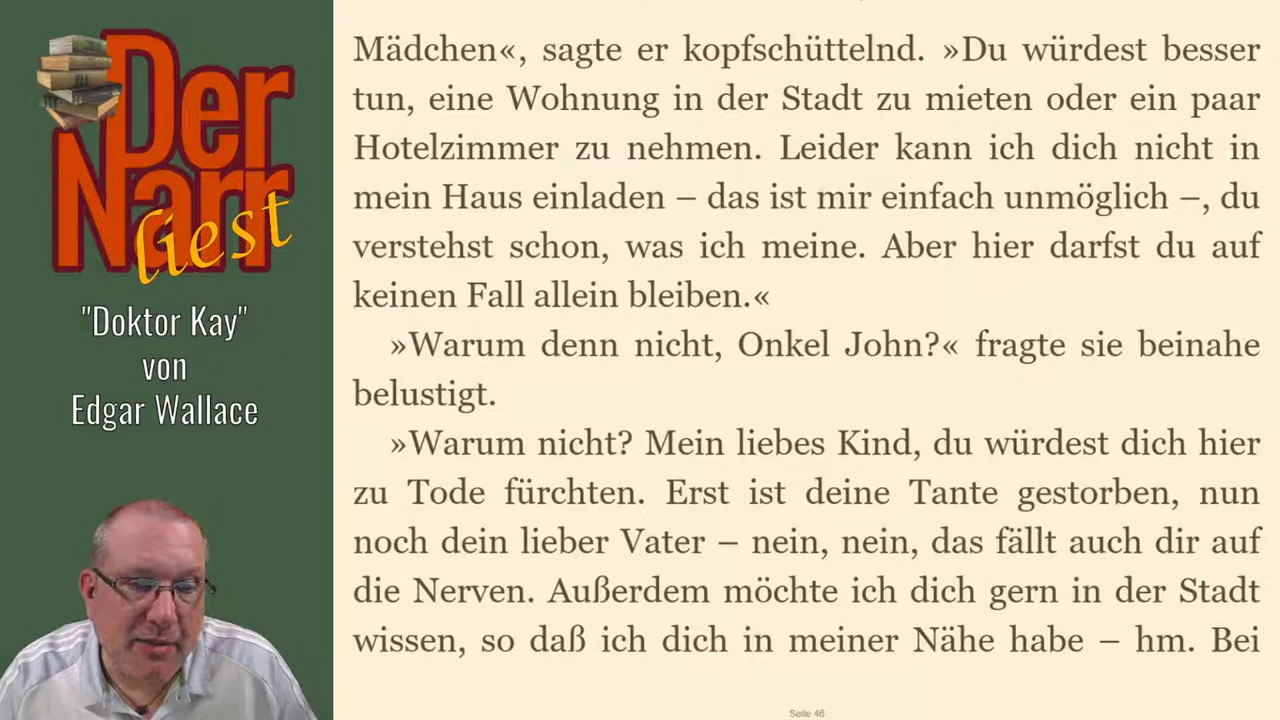 Der
Narr
liest
"Doktor Kay"
von
Edgar Wallace
Mädchen«, sagte er kopfschüttelnd. »Du würdest besser
tun, eine Wohnung in der Stadt zu mieten oder ein paar
Hotelzimmer zu nehmen. Leider kann ich dich nicht in
mein Haus einladen – das ist mir einfach unmöglich –, du
verstehst schon, was ich meine. Aber hier darfst du auf
keinen Fall allein bleiben.«
»Warum denn nicht, Onkel John?« fragte sie beinahe
belustigt.
»Warum nicht? Mein liebes Kind, du würdest dich hier
zu Tode fürchten. Erst ist deine Tante gestorben, nun
noch dein lieber Vater – nein, nein, das fällt auch dir auf
die Nerven. Außerdem möchte ich dich gern in der Stadt
wissen, so daß ich dich in meiner Nähe habe – hm. Bei
Seite 46